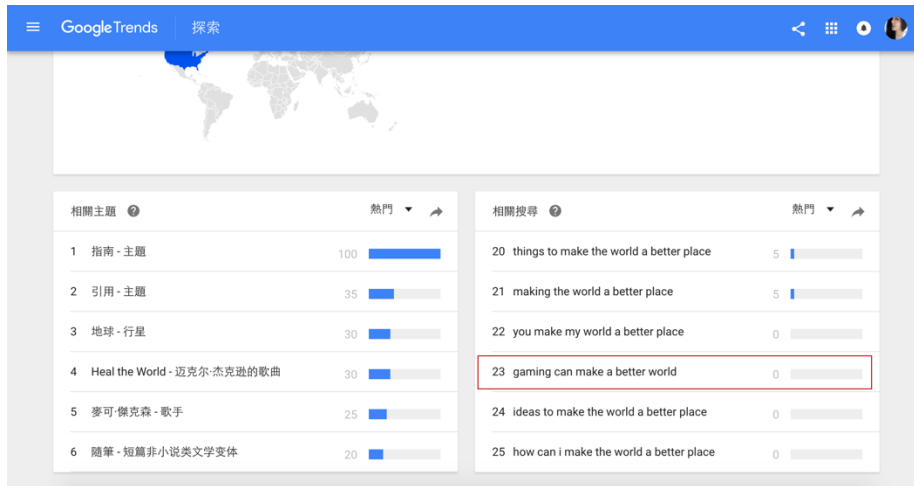 Google Trends 探索
相關主題
熱門
1 指南 - 主題 100
2 引用 - 主題 35
3 地球 - 行星 30
4 Heal the World - 迈克尔·杰克逊的歌曲 30
5 麥可·傑克森 - 歌手 25
6 隨筆 - 短篇非小说类文学变体 20
相關搜尋
熱門
20 things to make the world a better place 5
21 making the world a better place 5
22 you make my world a better place 0
23 gaming can make a better world 0
24 ideas to make the world a better place 0
25 how can i make the world a better place 0